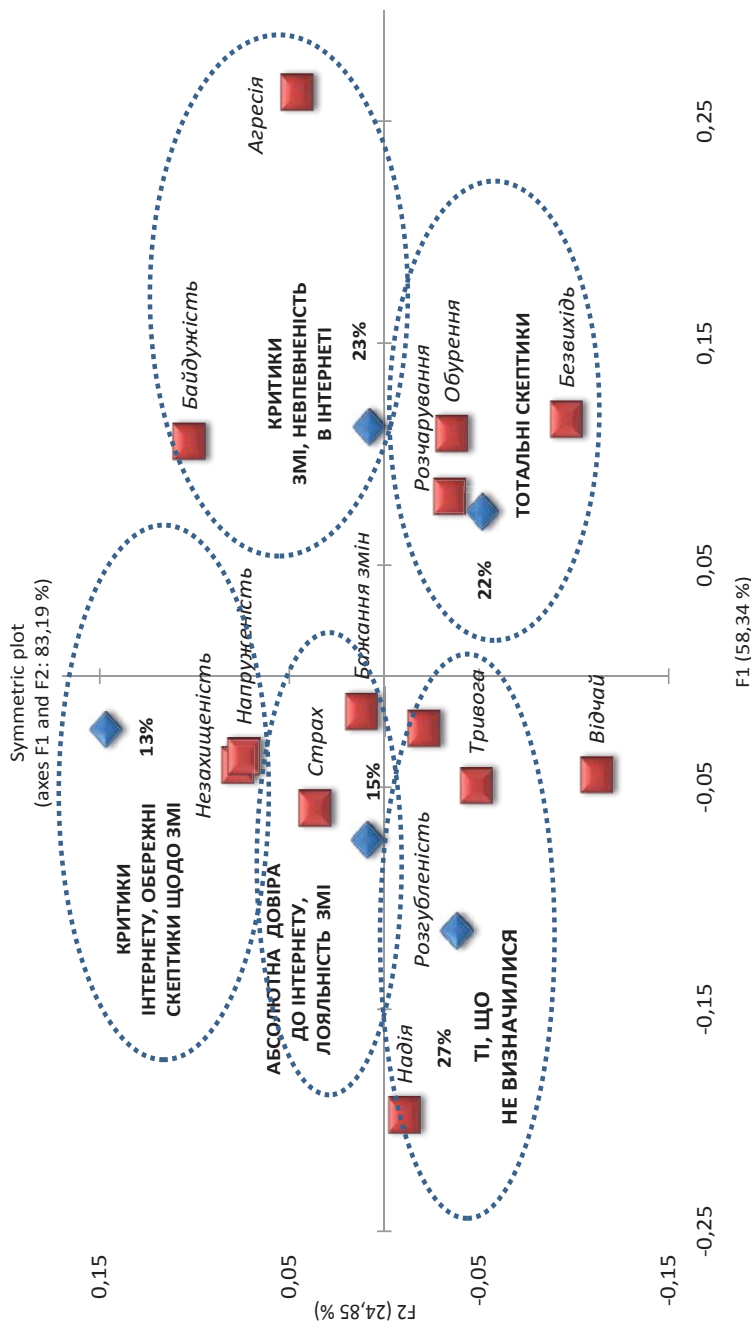 Symmetric plot
(axes F1 and F2: 83,19 %)
F2 (24,85 %)
0,15
0,05
-0,05
-0,15
КРИТИКИ
ІНТЕРНЕТУ, ОБЕРЕЖНІ
СКЕПТИКИ ЩОДО ЗМІ
13%
Незахищеність
Напруженість
Байдужість
Агресія
КРИТИКИ
ЗМІ, НЕВПЕВНЕНІСТЬ
В ІНТЕРНЕТІ
23%
АБСОЛЮТНА ДОВІРА
ДО ІНТЕРНЕТУ,
ЛОЯЛЬНІСТЬ ЗМІ
Страх
15%
Бажання змін
Надія
27%
Розгубленість
Тривога
ТІ, ЩО
НЕ ВИЗНАЧИЛИСЯ
Відчай
22%
Розчарування
Обурення
ТОТАЛЬНІ СКЕПТИКИ
Безвихідь
-0,25
-0,15
-0,05
0,05
0,15
0,25
F1 (58,34 %)